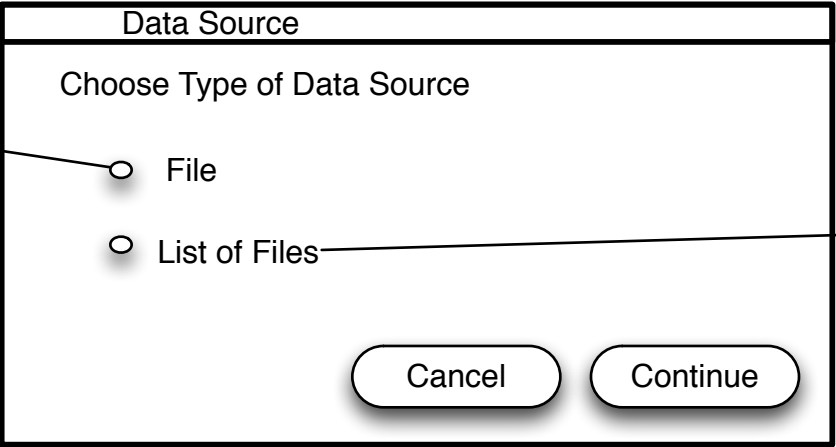 Data Source
Choose Type of Data Source
File
List of Files
Cancel
Continue